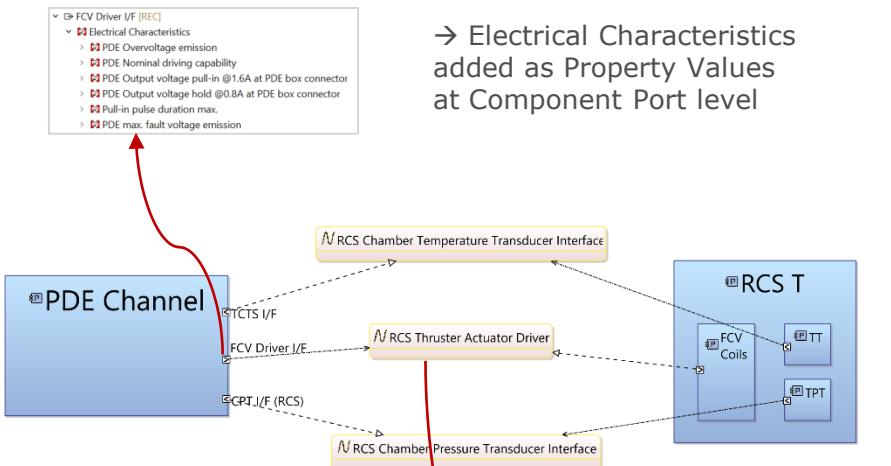 FCV Driver I/F [REC]
Electrical Characteristics
PDE Overvoltage emission
PDE Nominal driving capability
PDE Output voltage pull-in @1.6A at PDE box connector
PDE Output voltage hold @0.8A at PDE box connector
Pull-in pulse duration max.
PDE max. fault voltage emission
→ Electrical Characteristics
added as Property Values
at Component Port level
RCS Chamber Temperature Transducer Interface
PDE Channel
TCTS I/F
FCV Driver I/F
CPT I/F (RCS)
RCS Thruster Actuator Driver
RCS Chamber Pressure Transducer Interface
RCS T
FCV
Coils
TT
TPT